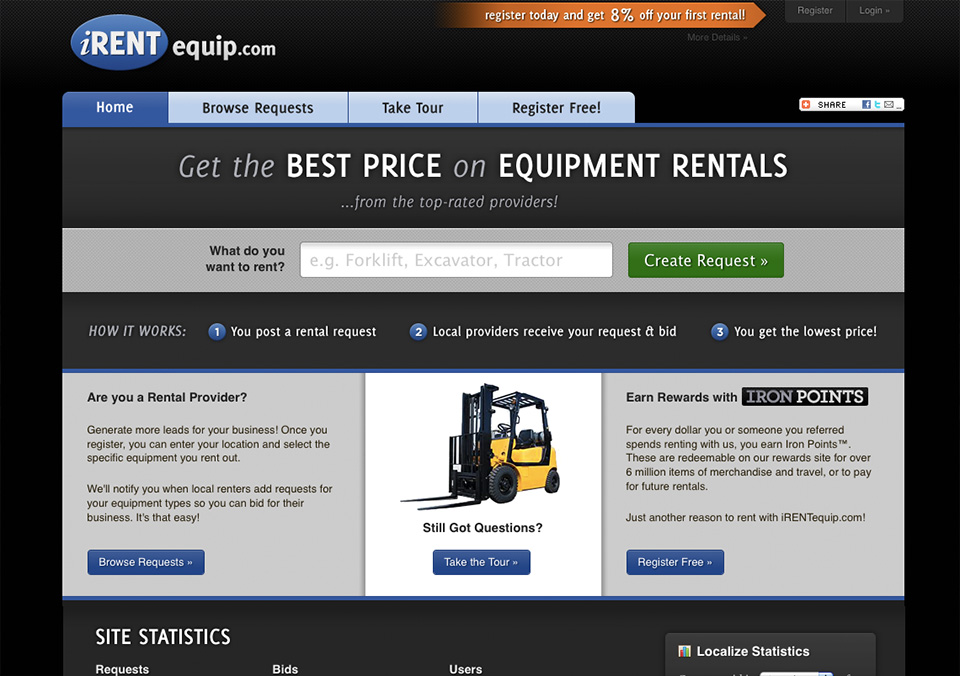 register today and get 8% off your first rental!
Register
Login »
More Details »
iRENT equip.com
Home
Browse Requests
Take Tour
Register Free!
SHARE
Get the BEST PRICE on EQUIPMENT RENTALS
...from the top-rated providers!
What do you
want to rent?
e.g. Forklift, Excavator, Tractor
Create Request »
HOW IT WORKS:
1 You post a rental request
2 Local providers receive your request & bid
3 You get the lowest price!
Are you a Rental Provider?
Generate more leads for your business! Once you
register, you can enter your location and select the
specific equipment you rent out.
We'll notify you when local renters add requests for
your equipment types so you can bid for their
business. It's that easy!
Browse Requests »
Still Got Questions?
Take the Tour »
Earn Rewards with IRON POINTS
For every dollar you or someone you referred
spends renting with us, you earn Iron Points™.
These are redeemable on our rewards site for over
6 million items of merchandise and travel, or to pay
for future rentals.
Just another reason to rent with iRENTequip.com!
Register Free »
SITE STATISTICS
Requests
Bids
Users
Localize Statistics